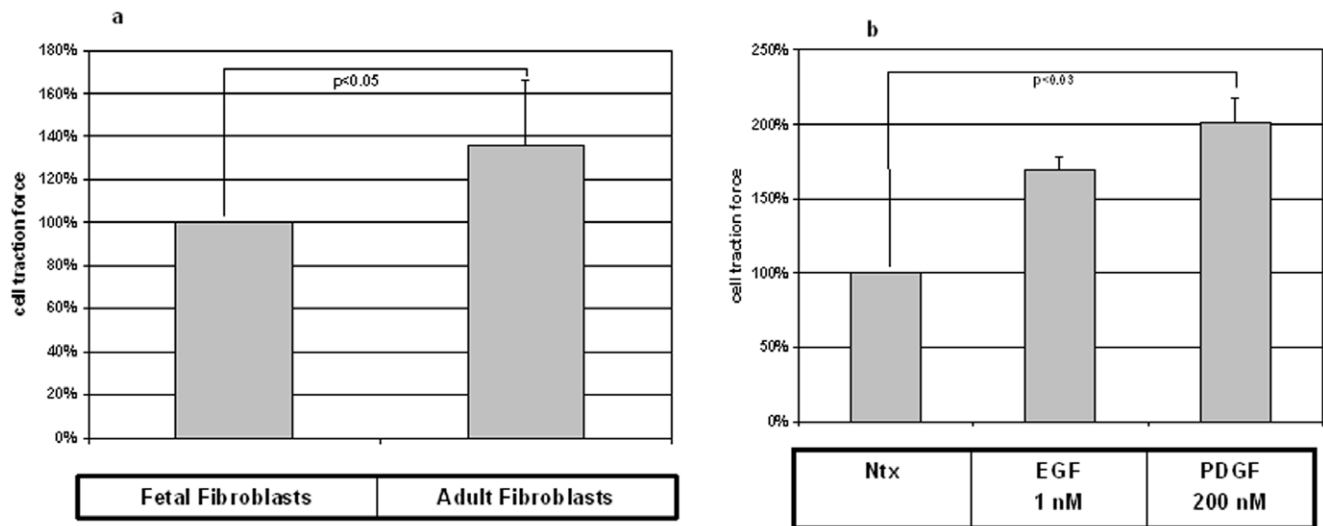 a
180%
160%
140%
120%
100%
80%
60%
40%
20%
0%
cell traction force
p<0.05
Fetal Fibroblasts
Adult Fibroblasts
b
250%
200%
150%
100%
50%
0%
cell traction force
p<0.03
Ntx
EGF
1 nM
PDGF
200 nM